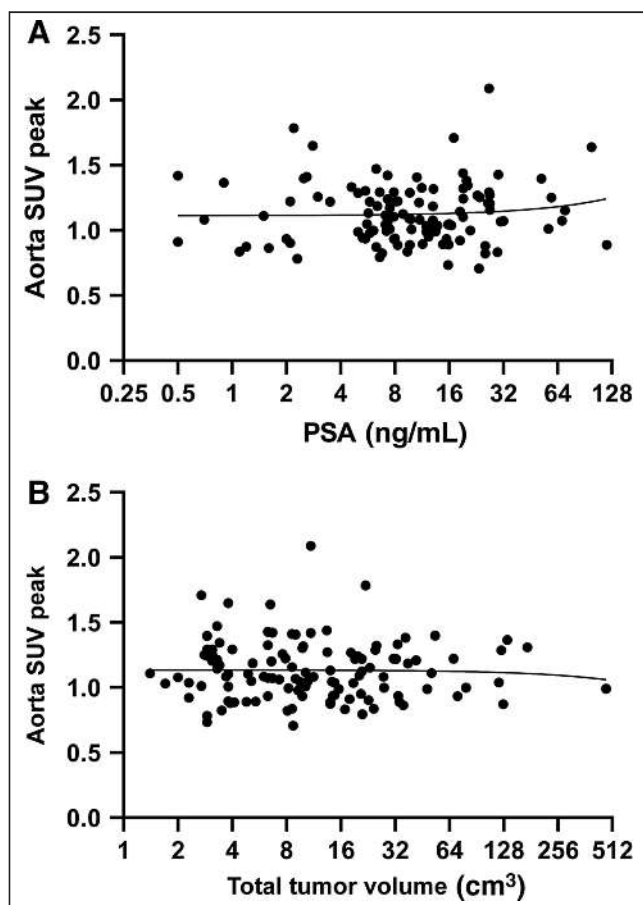 A
Aorta SUV peak
2.5
2.0
1.5
1.0
0.5
0.0
0.25 0.5 1 2 4 8 16 32 64 128
PSA (ng/mL)
B
Aorta SUV peak
2.5
2.0
1.5
1.0
0.5
0.0
1 2 4 8 16 32 64 128 256 512
Total tumor volume (cm³)